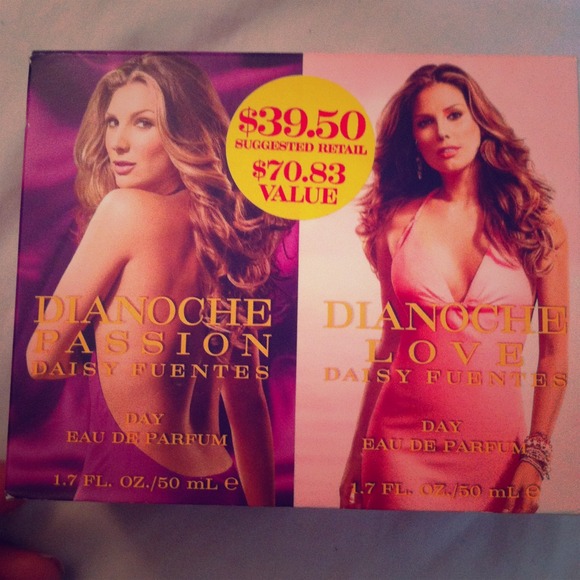 $39.50
SUGGESTED RETAIL
$70.83
VALUE
DIANOCHE
PASSION
DAISY FUENTES
DAY
EAU DE PARFUM
1.7 FL. OZ./50 mL ℮
DIANOCHE
LOVE
DAISY FUENTES
DAY
EAU DE PARFUM
1.7 FL. OZ./50 mL ℮